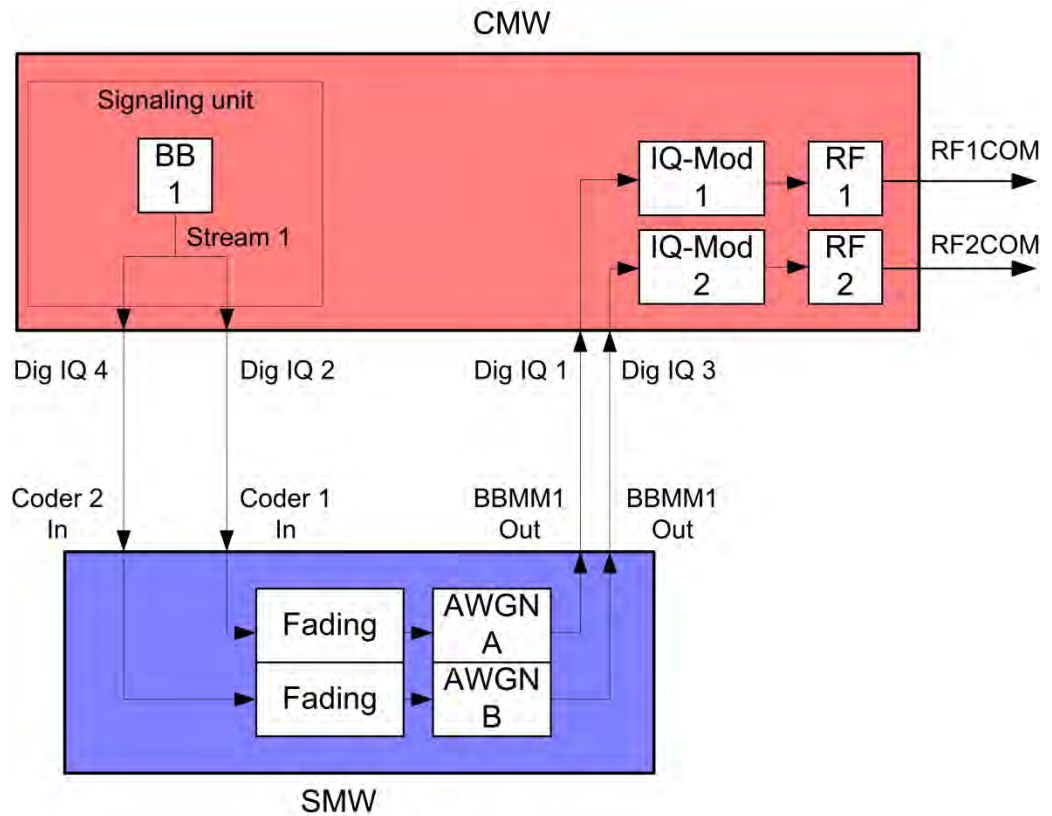 CMW
Signaling unit
BB
1
Stream 1
IQ-Mod
1
RF
1
RF1COM
IQ-Mod
2
RF
2
RF2COM
Dig IQ 4
Dig IQ 2
Dig IQ 1
Dig IQ 3
Coder 2
In
Coder 1
In
BBMM1
Out
BBMM1
Out
Fading
AWGN
A
Fading
AWGN
B
SMW